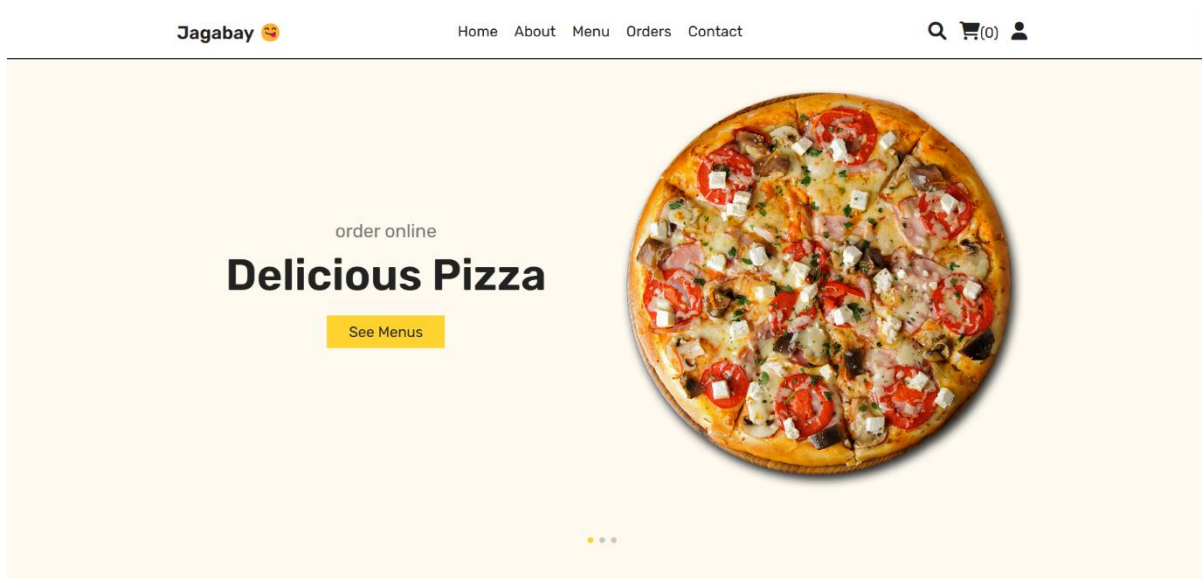 Jagabay 😋 Home About Menu Orders Contact (0)
order online
Delicious Pizza
See Menus